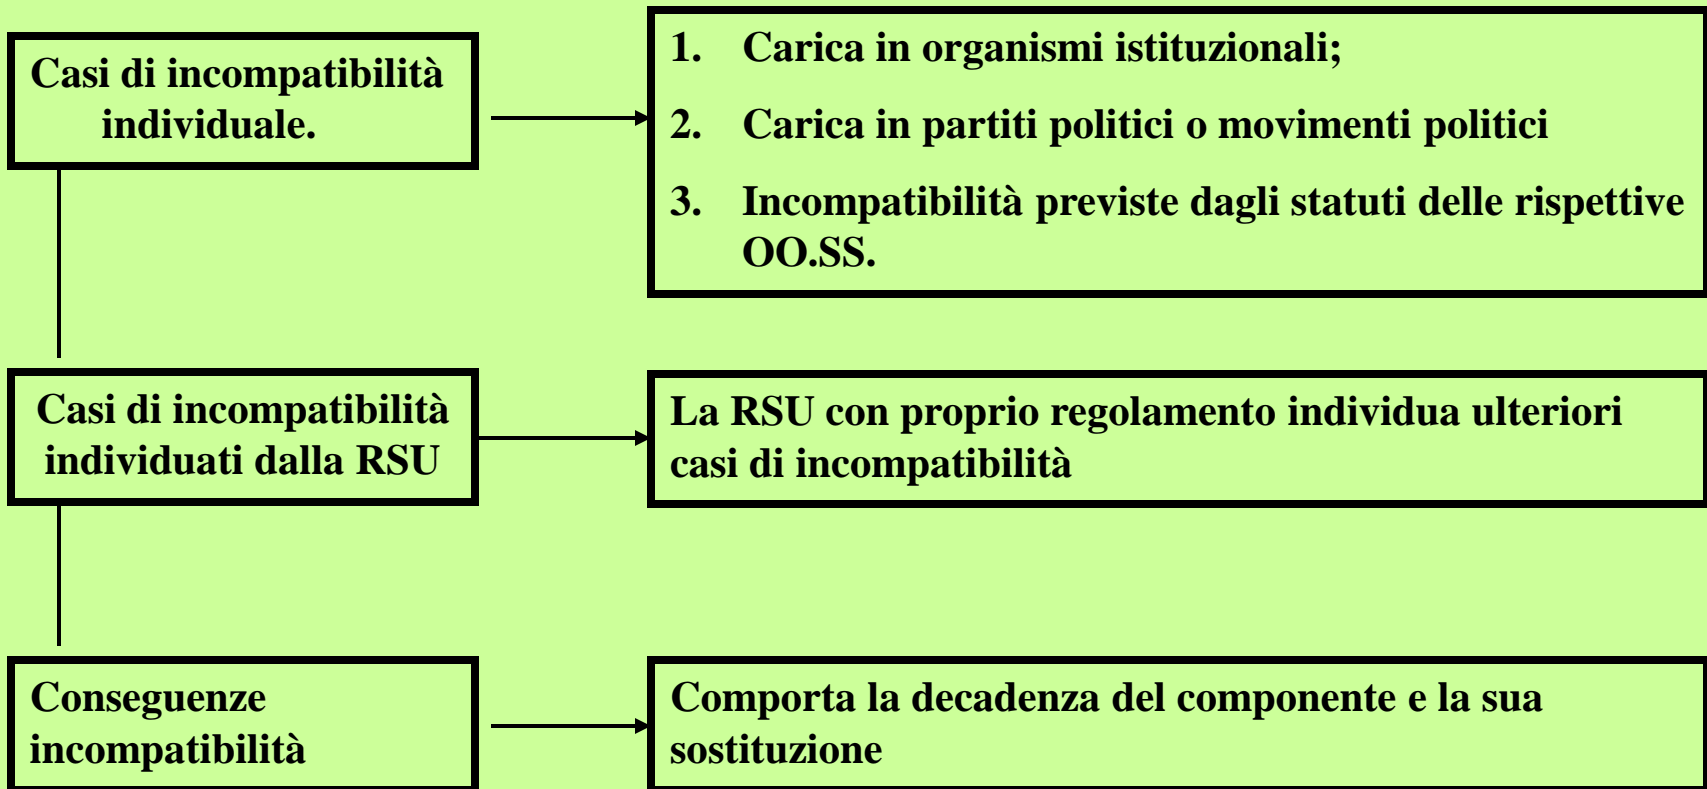 Casi di incompatibilità
individuale.
1. Carica in organismi istituzionali;
2. Carica in partiti politici o movimenti politici
3. Incompatibilità previste dagli statuti delle rispettive
OO.SS.
Casi di incompatibilità
individuati dalla RSU
La RSU con proprio regolamento individua ulteriori
casi di incompatibilità
Conseguenze
incompatibilità
Comporta la decadenza del componente e la sua
sostituzione